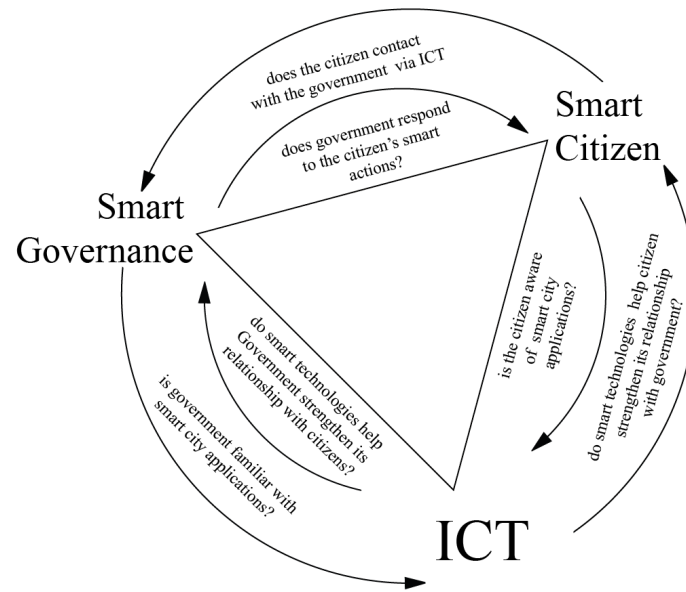 does the citizen contact
with the government via ICT
does government respond
to the citizen's smart
actions?
Smart
Citizen
Smart
Governance
is the citizen aware
of smart city
applications?
do smart technologies help citizen
strengthen its relationship
with government?
do smart technologies help
Government strengthen its
relationship with citizens?
is government familiar with
smart city applications?
ICT